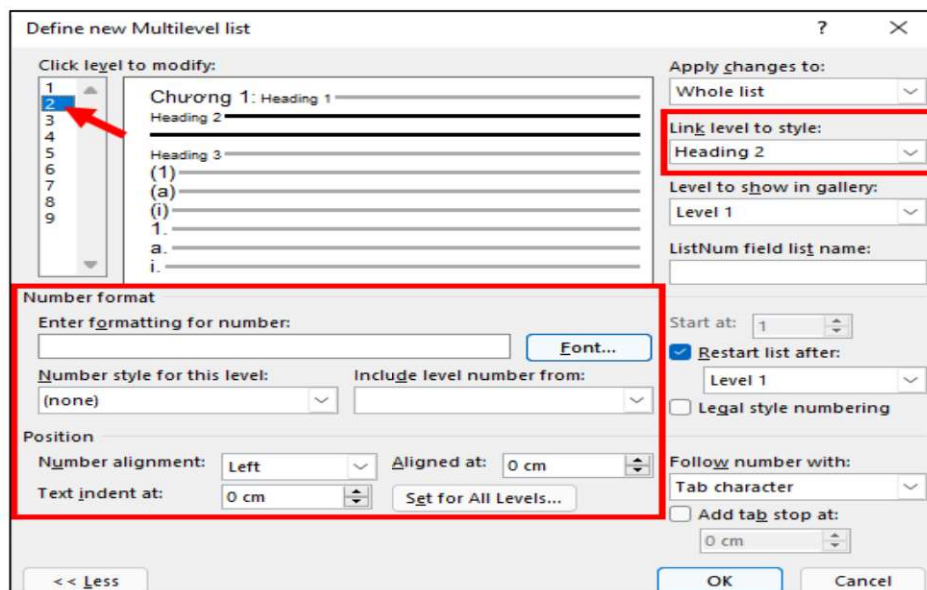 Define new Multilevel list ? ×
Click level to modify:
1
2
3
4
5
6
7
8
9
Chương 1: Heading 1
Heading 2
Heading 3
(1)
(a)
(i)
1.
a.
i.
Apply changes to:
Whole list
Link level to style:
Heading 2
Level to show in gallery:
Level 1
ListNum field list name:
Number format
Enter formatting for number:
Font...
Number style for this level: Include level number from:
(none)
Start at: 1
Restart list after:
Level 1
Legal style numbering
Position
Number alignment: Left Aligned at: 0 cm
Text indent at: 0 cm Set for All Levels...
Follow number with:
Tab character
Add tab stop at:
0 cm
<< Less OK Cancel